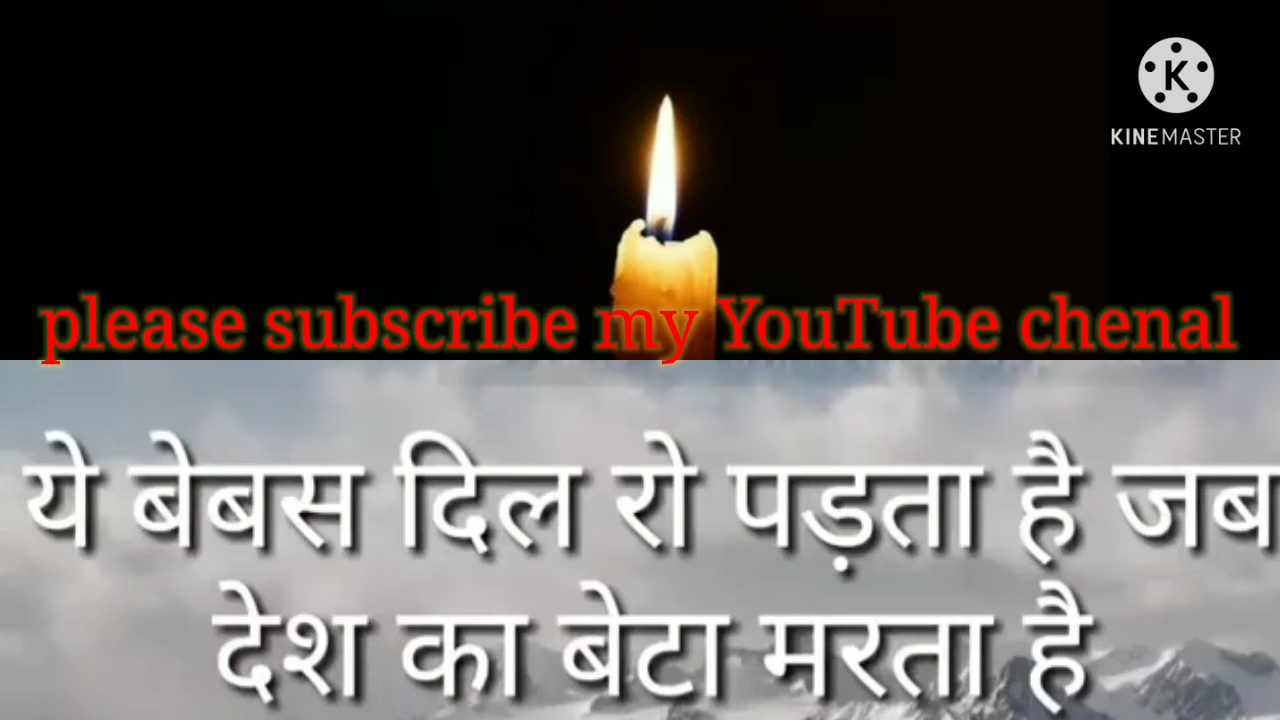 K
KINEMASTER
please subscribe my YouTube chenal
ये बेबस दिल रो पड़ता है जब
देश का बेटा मरता है